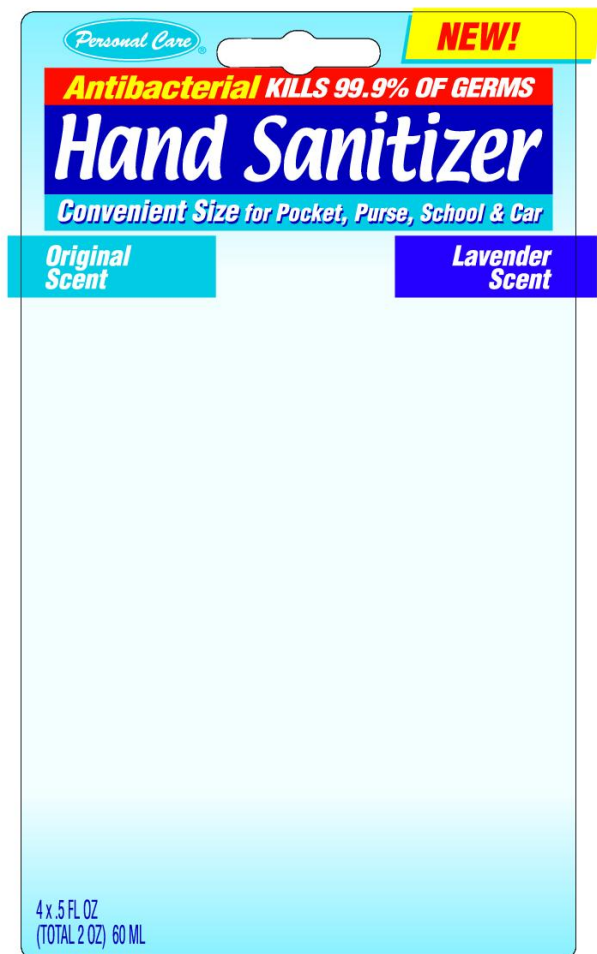 Personal Care®
NEW!
Antibacterial KILLS 99.9% OF GERMS
Hand Sanitizer
Convenient Size for Pocket, Purse, School & Car
Original
Scent
Lavender
Scent
4 x .5 FL OZ
(TOTAL 2 OZ) 60 ML